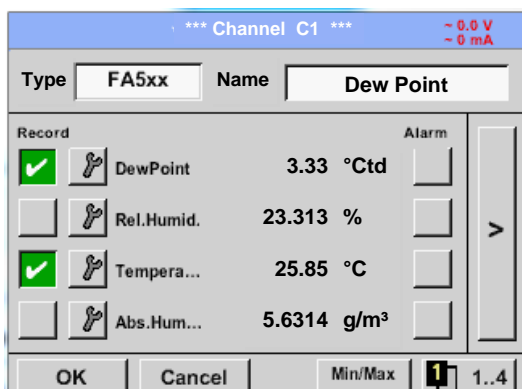 *** Channel C1 *** ~ 0.0 V
~ 0 mA
Type FA5xx Name Dew Point
Record Alarm
DewPoint 3.33 °Ctd
Rel.Humid. 23.313 %
Tempera... 25.85 °C
Abs.Hum... 5.6314 g/m³
>
OK Cancel Min/Max 1 1..4